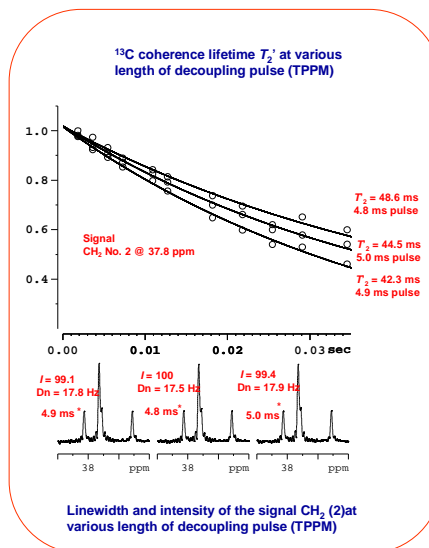 ¹³C coherence lifetime T₂' at various
length of decoupling pulse (TPPM)
1.0
0.8
0.6
0.4
T'₂ = 48.6 ms
4.8 ms pulse
T'₂ = 44.5 ms
5.0 ms pulse
T'₂ = 42.3 ms
4.9 ms pulse
Signal
CH₂ No. 2 @ 37.8 ppm
0.00 0.01 0.02 0.03 sec
I = 99.1
Dn = 17.8 Hz
4.9 ms*
I = 100
Dn = 17.5 Hz
4.8 ms*
I = 99.4
Dn = 17.9 Hz
5.0 ms*
38 ppm 38 ppm 38 ppm
Linewidth and intensity of the signal CH₂ (2)at
various length of decoupling pulse (TPPM)